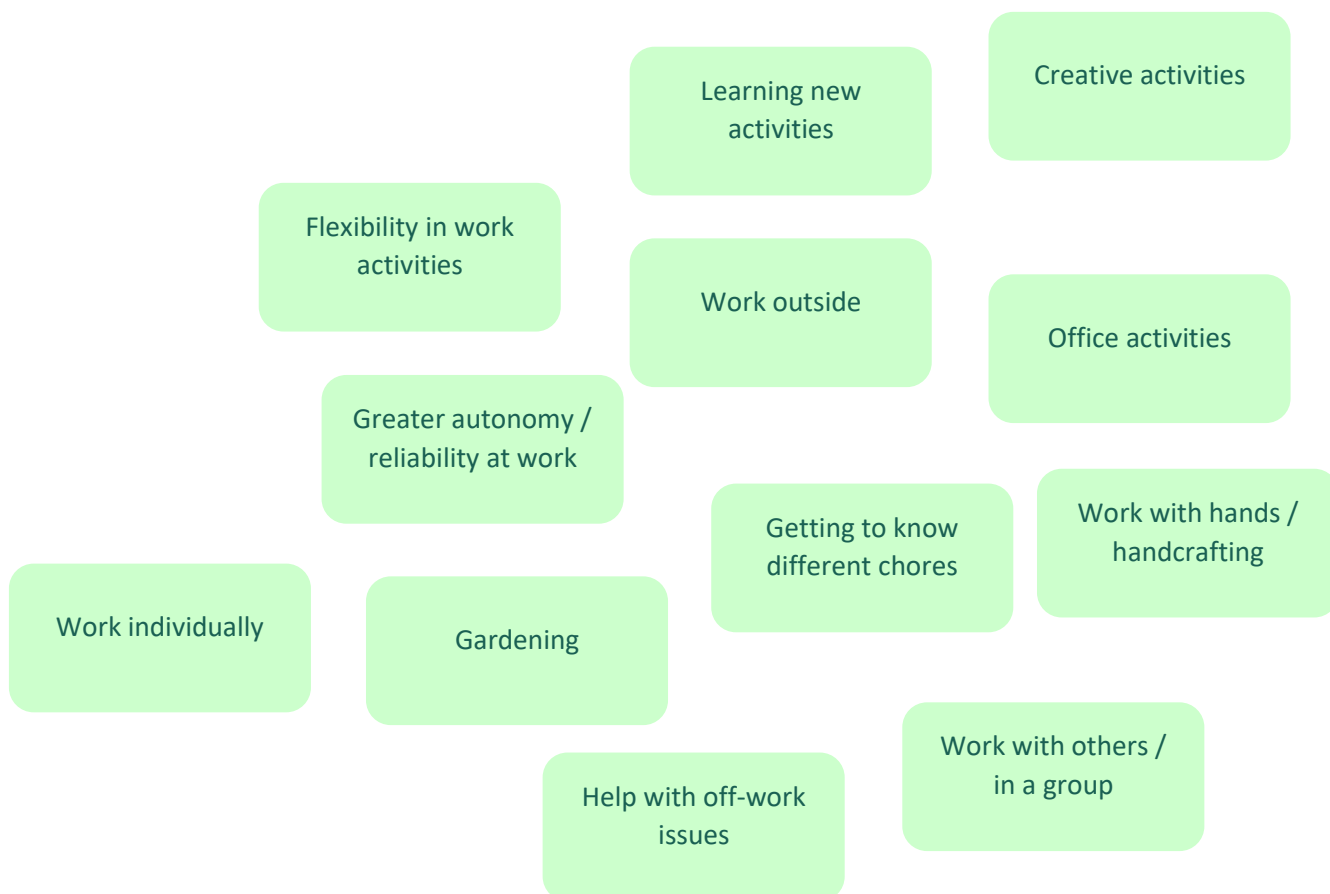 Creative activities
Learning new
activities
Flexibility in work
activities
Work outside
Office activities
Greater autonomy /
reliability at work
Getting to know
different chores
Work with hands /
handcrafting
Work individually
Gardening
Work with others /
in a group
Help with off-work
issues